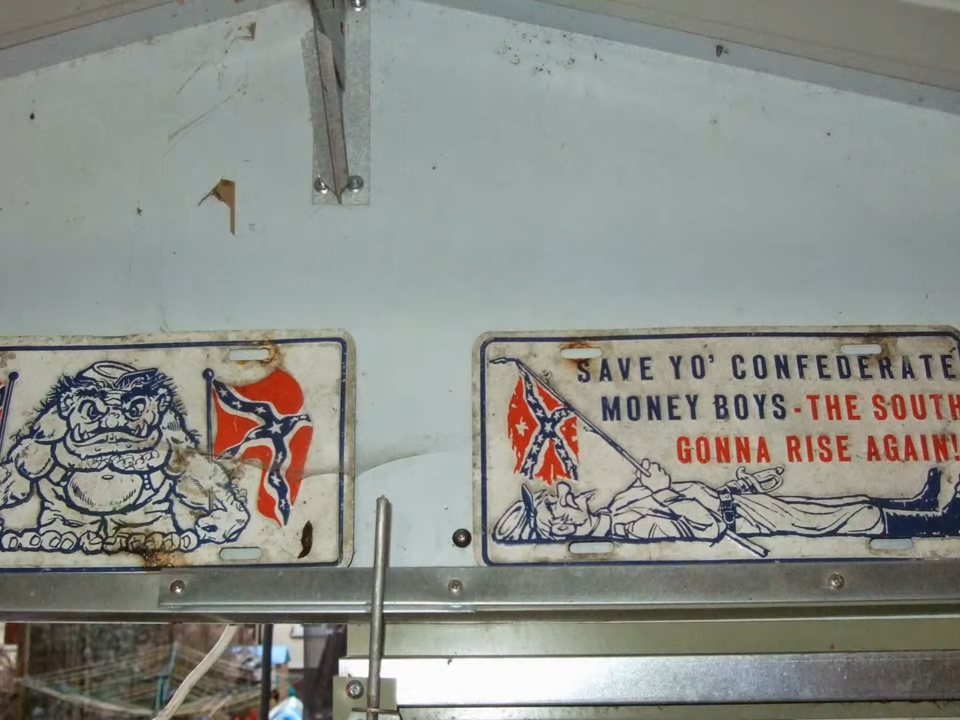 SAVE YO' CONFEDERATE
MONEY BOYS - THE SOUTH
GONNA RISE AGAIN!